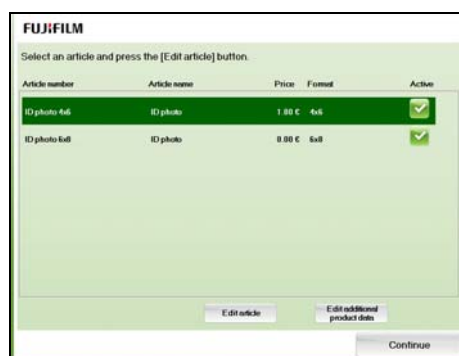 FUJIFILM
Select an article and press the [Edit article] button.
Article number Article name Price Format Active
ID photo 4x6 ID photo 1.00 € 4x6
ID photo 6x8 ID photo 0.00 € 6x8
Edit article
Edit additional
product data
Continue